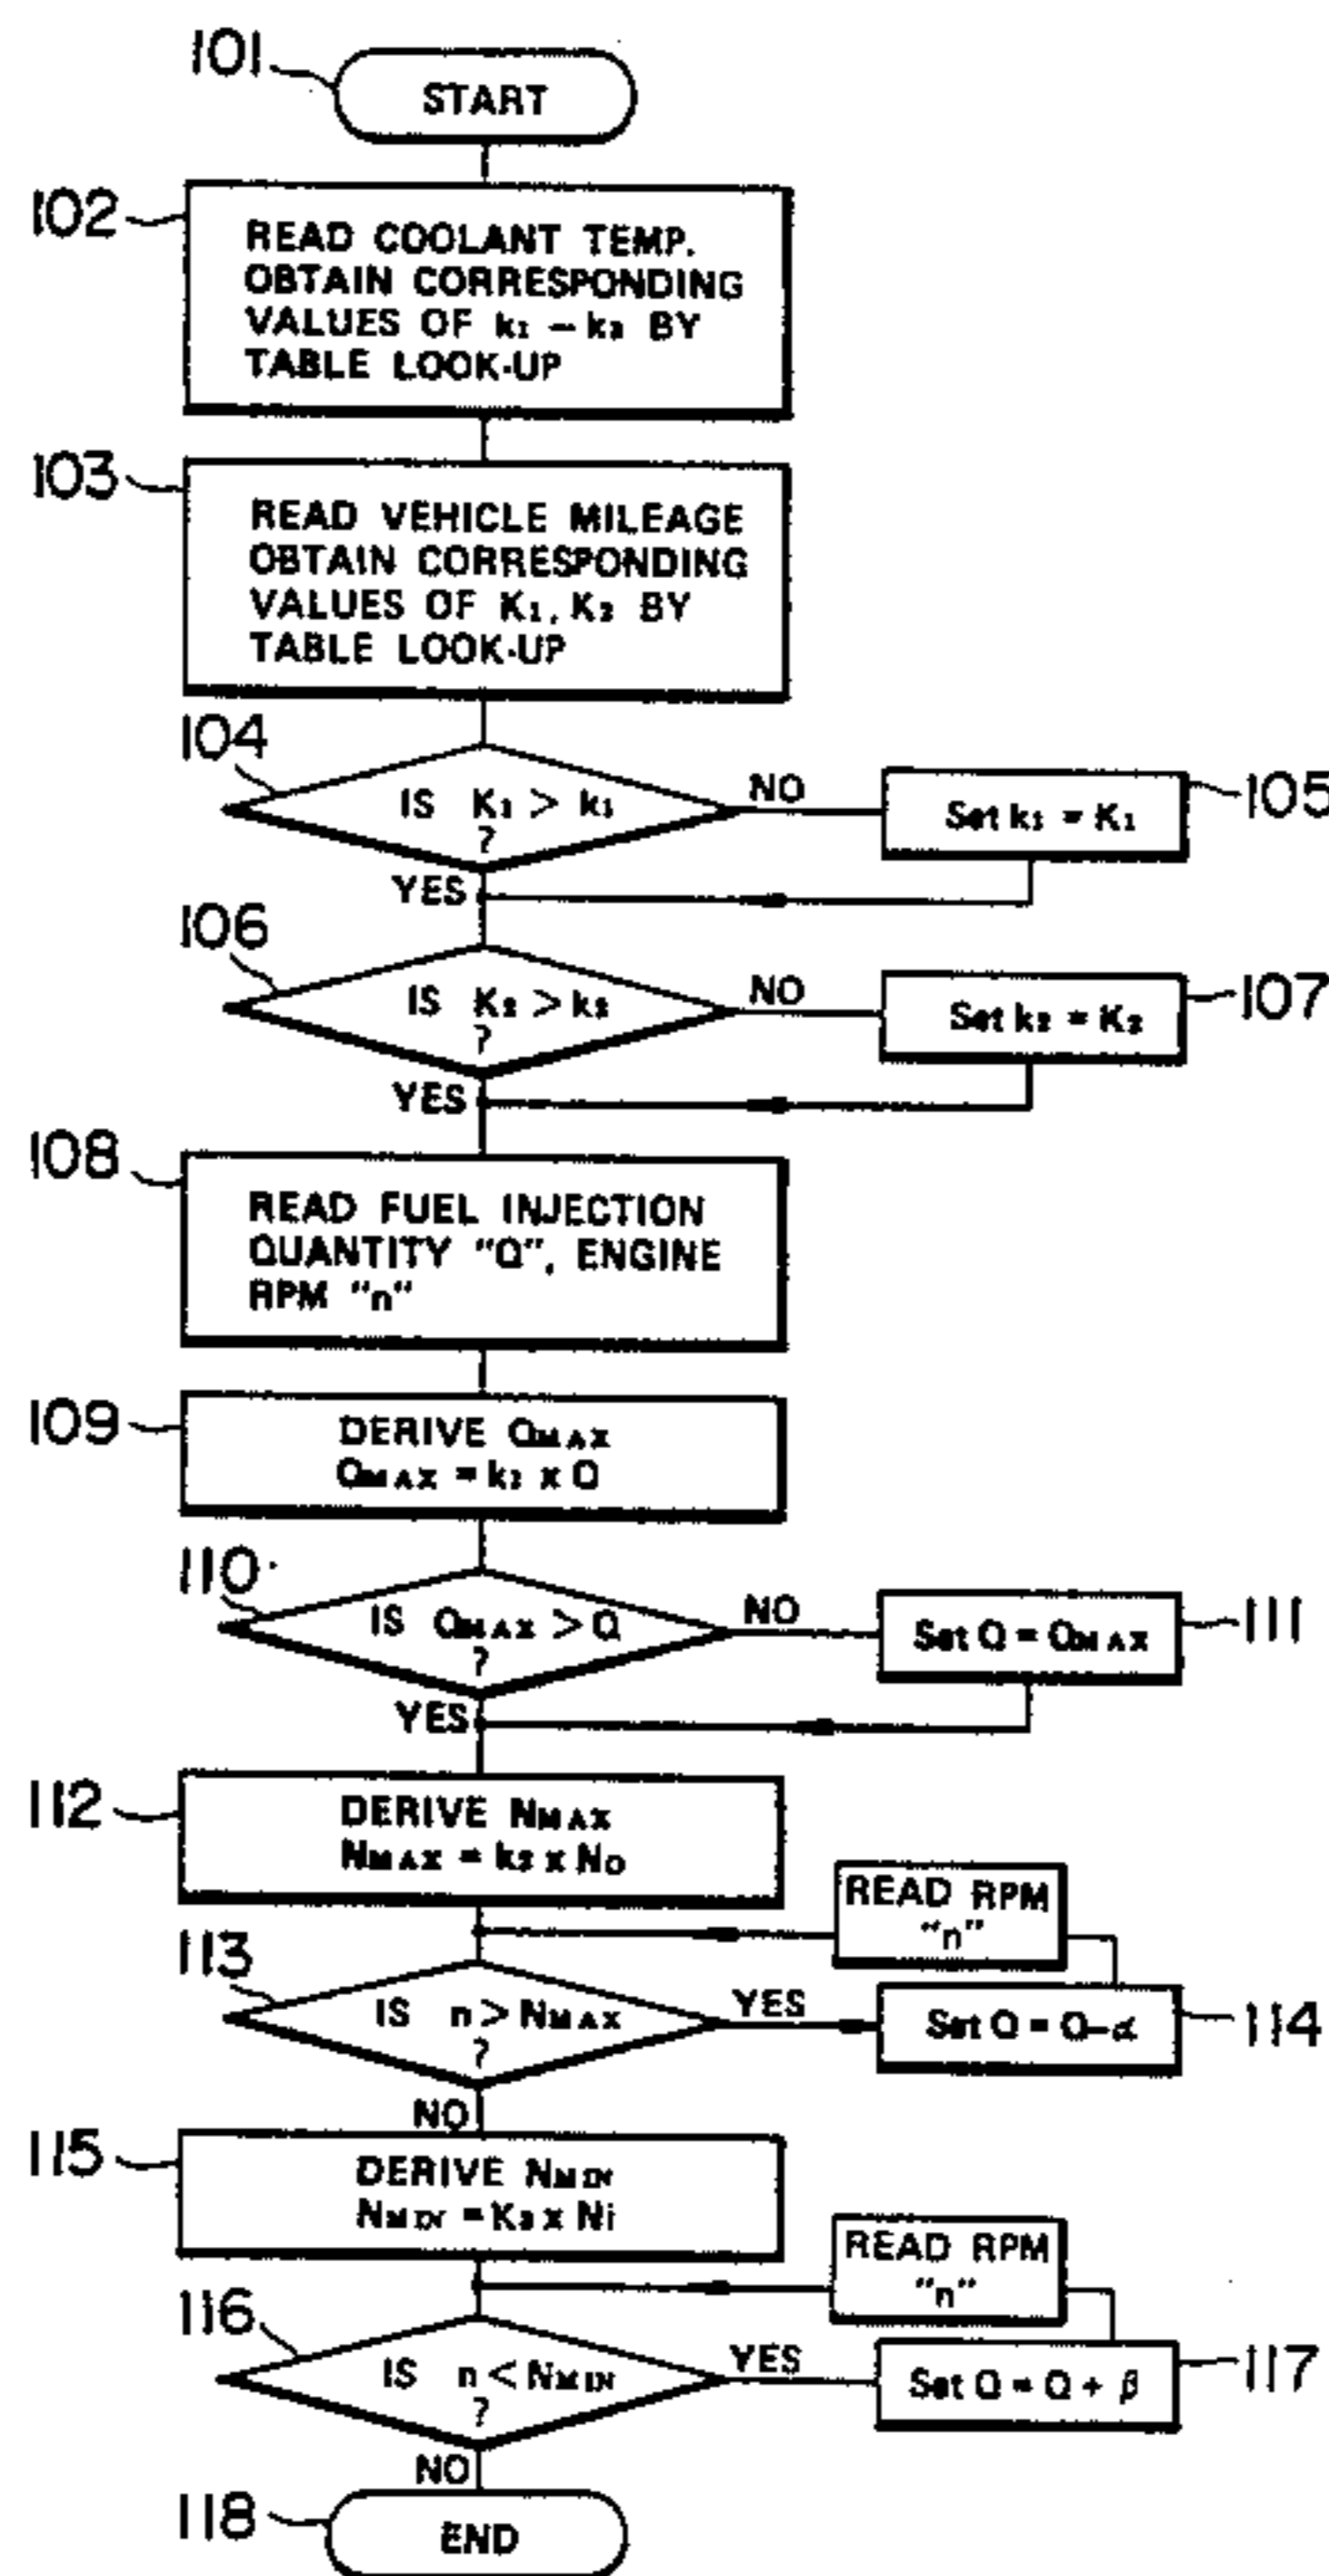 101
START
102
READ COOLANT TEMP.
OBTAIN CORRESPONDING
VALUES OF k₁ – k₃ BY
TABLE LOOK-UP
103
READ VEHICLE MILEAGE
OBTAIN CORRESPONDING
VALUES OF K₁, K₂ BY
TABLE LOOK-UP
104
IS K₁ > k₁
?
NO
Set k₁ = K₁
105
YES
106
IS K₂ > k₂
?
NO
Set k₂ = K₂
107
YES
108
READ FUEL INJECTION
QUANTITY "Q", ENGINE
RPM "n"
109
DERIVE QMAX
QMAX = k₁ x Q
110
IS QMAX > Q
?
NO
Set Q = QMAX
111
YES
112
DERIVE NMAX
NMAX = k₂ x NO
READ RPM
"n"
113
IS n > NMAX
?
YES
Set Q = Q–α
114
NO
115
DERIVE NMIN
NMIN = K₃ x Ni
READ RPM
"n"
116
IS n < NMIN
?
YES
Set Q = Q + β
117
NO
118
END